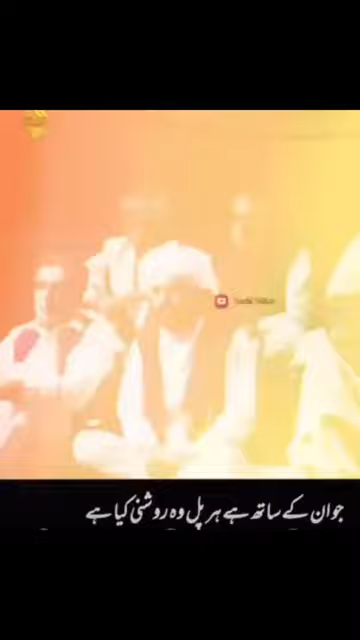 جوان کے ساتھ ہے ہر پل وہ روشنی کیا ہے